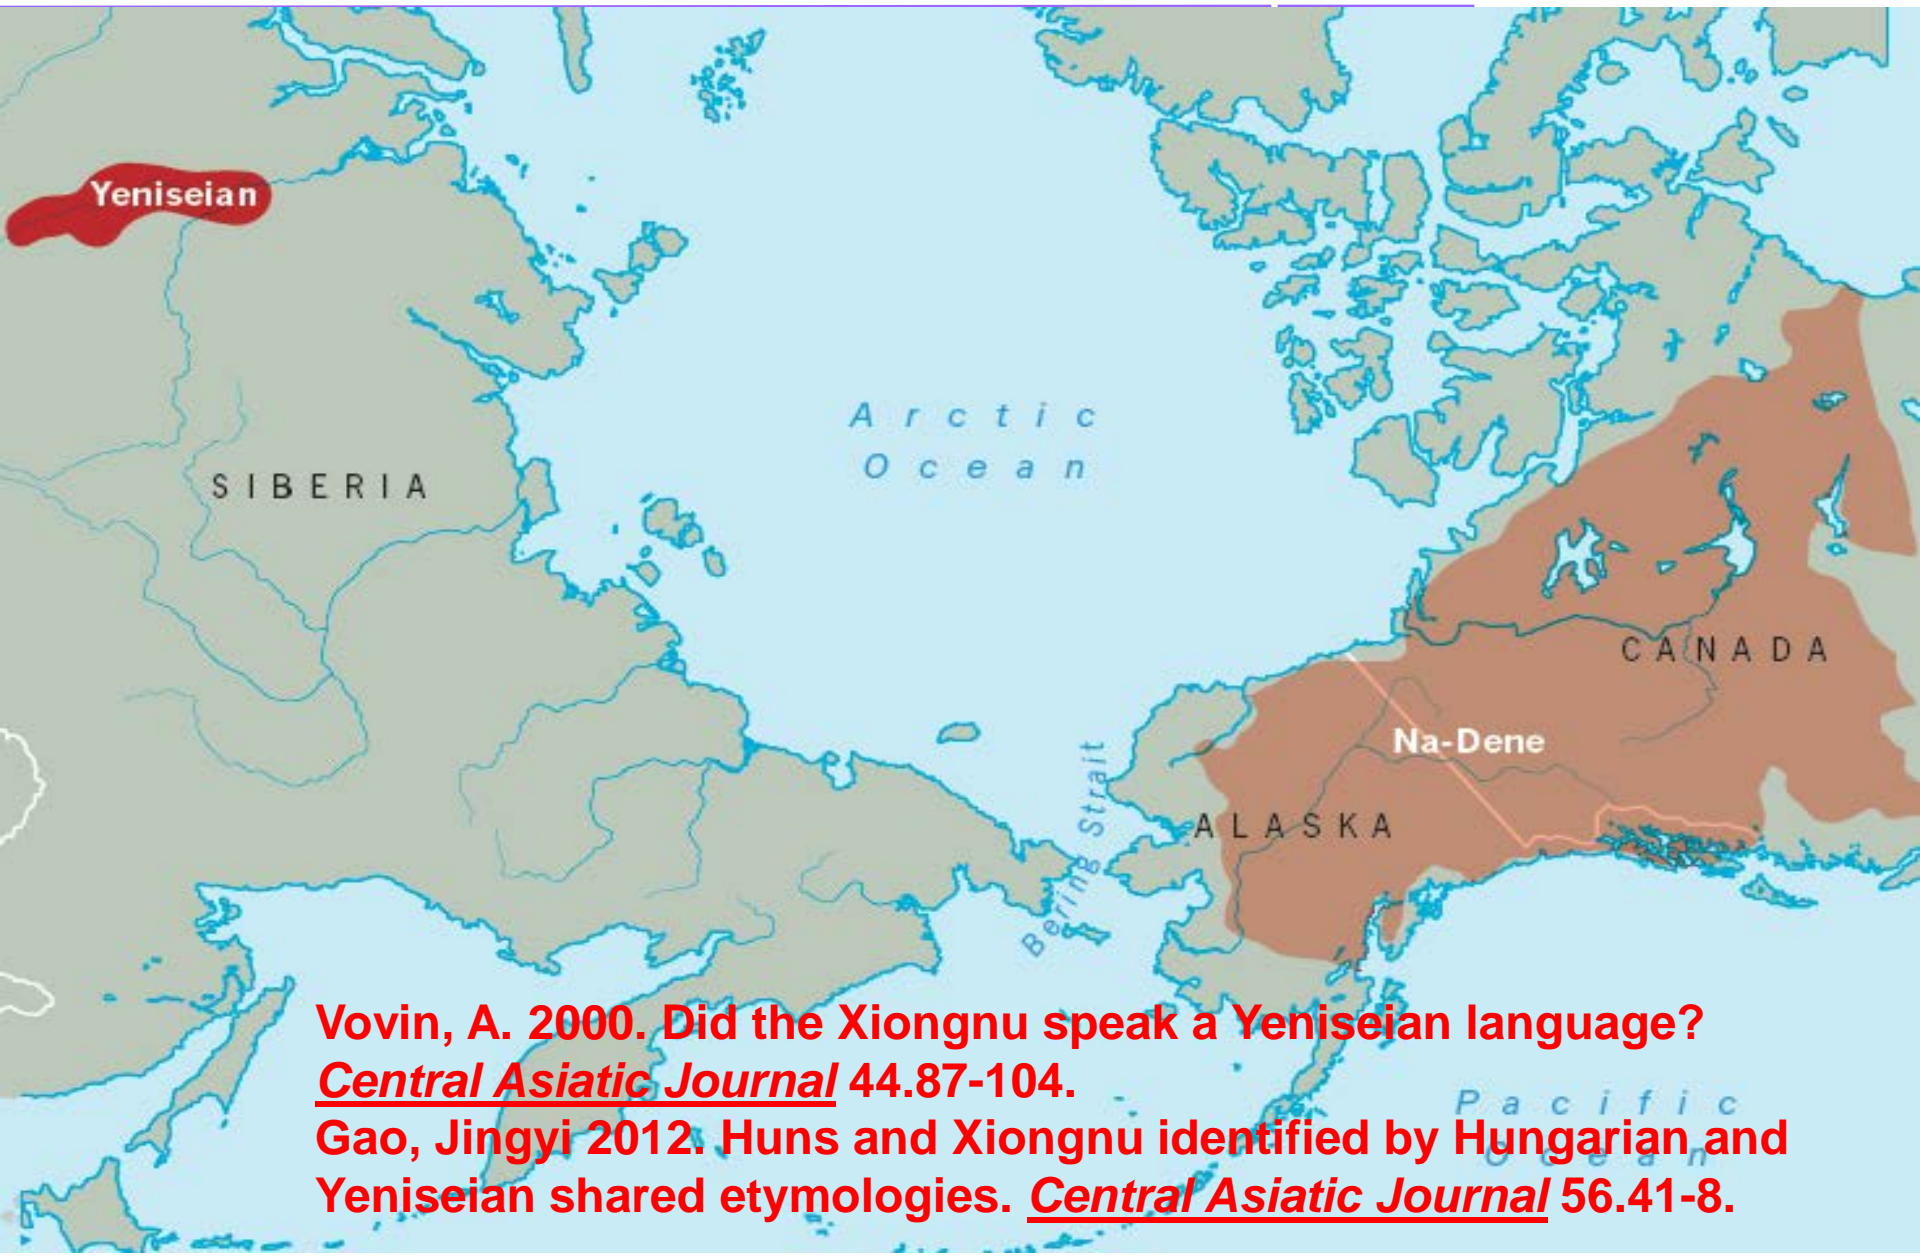 Yeniseian
Arctic
Ocean
SIBERIA
CANADA
Na-Dene
Bering Strait
ALASKA
Vovin, A. 2000. Did the Xiongnu speak a Yeniseian language?
Central Asiatic Journal 44.87-104.
Pacific
Ocean
Gao, Jingyi 2012. Huns and Xiongnu identified by Hungarian and
Yeniseian shared etymologies. Central Asiatic Journal 56.41-8.